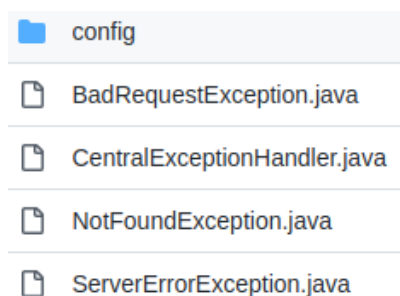 config
BadRequestException.java
CentralExceptionHandler.java
NotFoundException.java
ServerErrorException.java